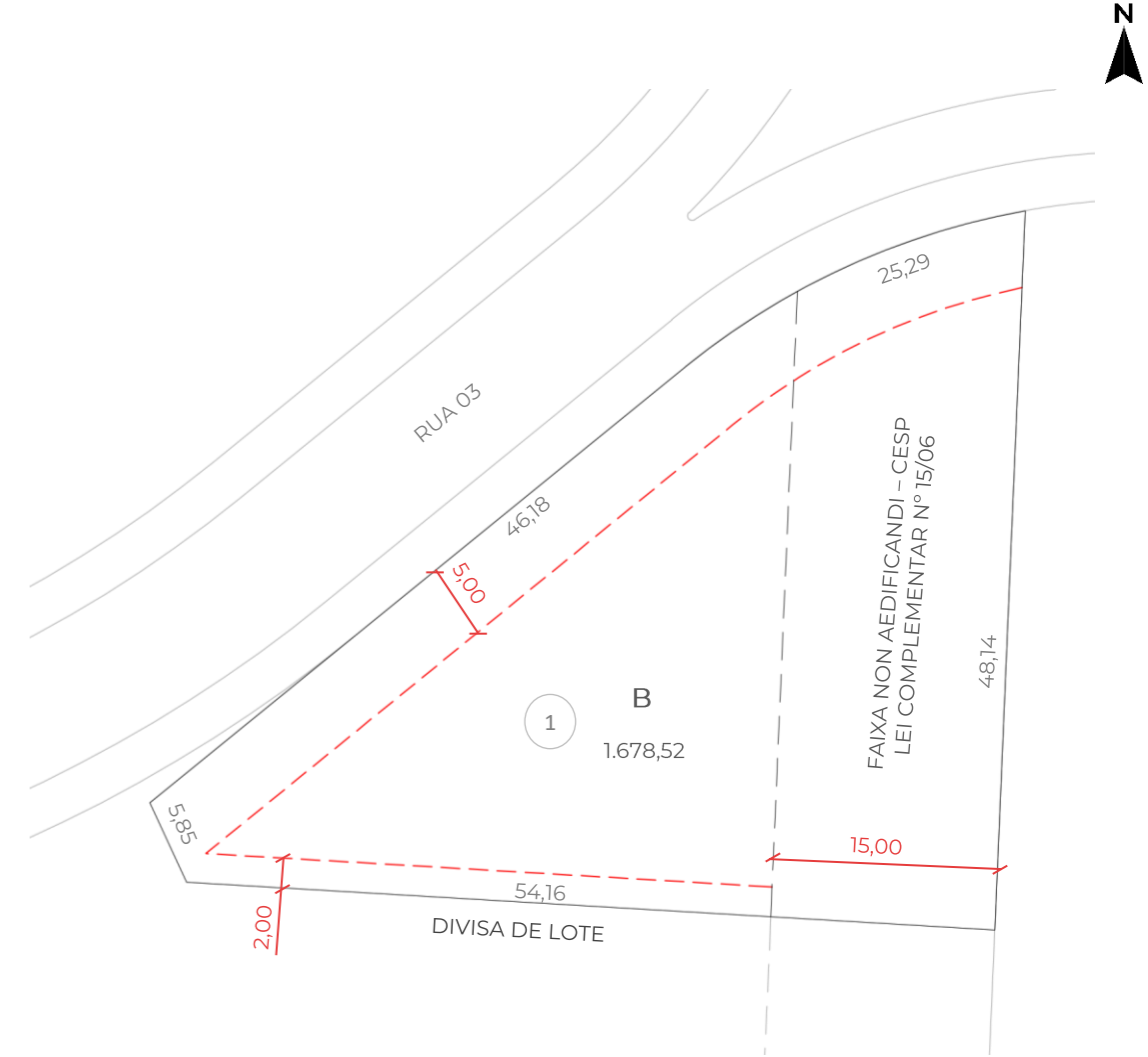 N
25,29
RUA 03
46,18
5,00
FAIXA NON AEDIFICANDI – CESP
LEI COMPLEMENTAR Nº 15/06
48,14
B
1
1.678,52
5,85
15,00
54,16
2,00
DIVISA DE LOTE